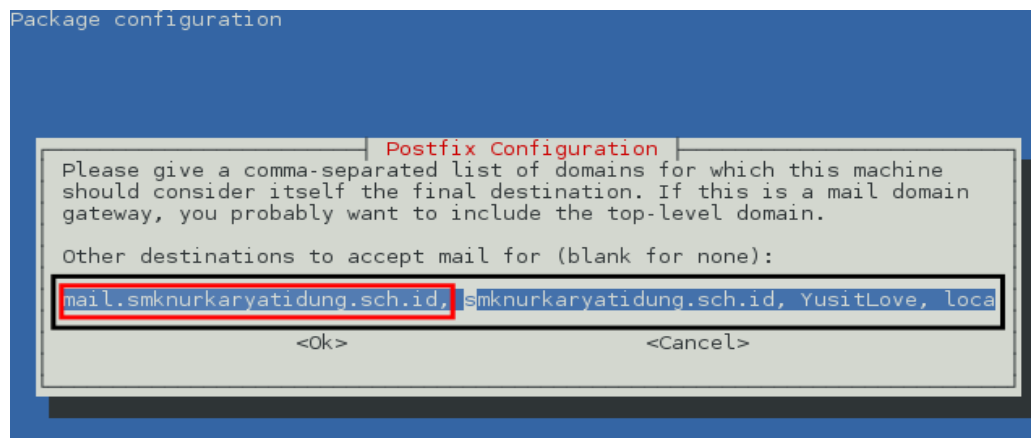 Package configuration
Postfix Configuration
Please give a comma-separated list of domains for which this machine
should consider itself the final destination. If this is a mail domain
gateway, you probably want to include the top-level domain.
Other destinations to accept mail for (blank for none):
mail.smknurkaryatidung.sch.id, smknurkaryatidung.sch.id, YusitLove, loca
<Ok> <Cancel>